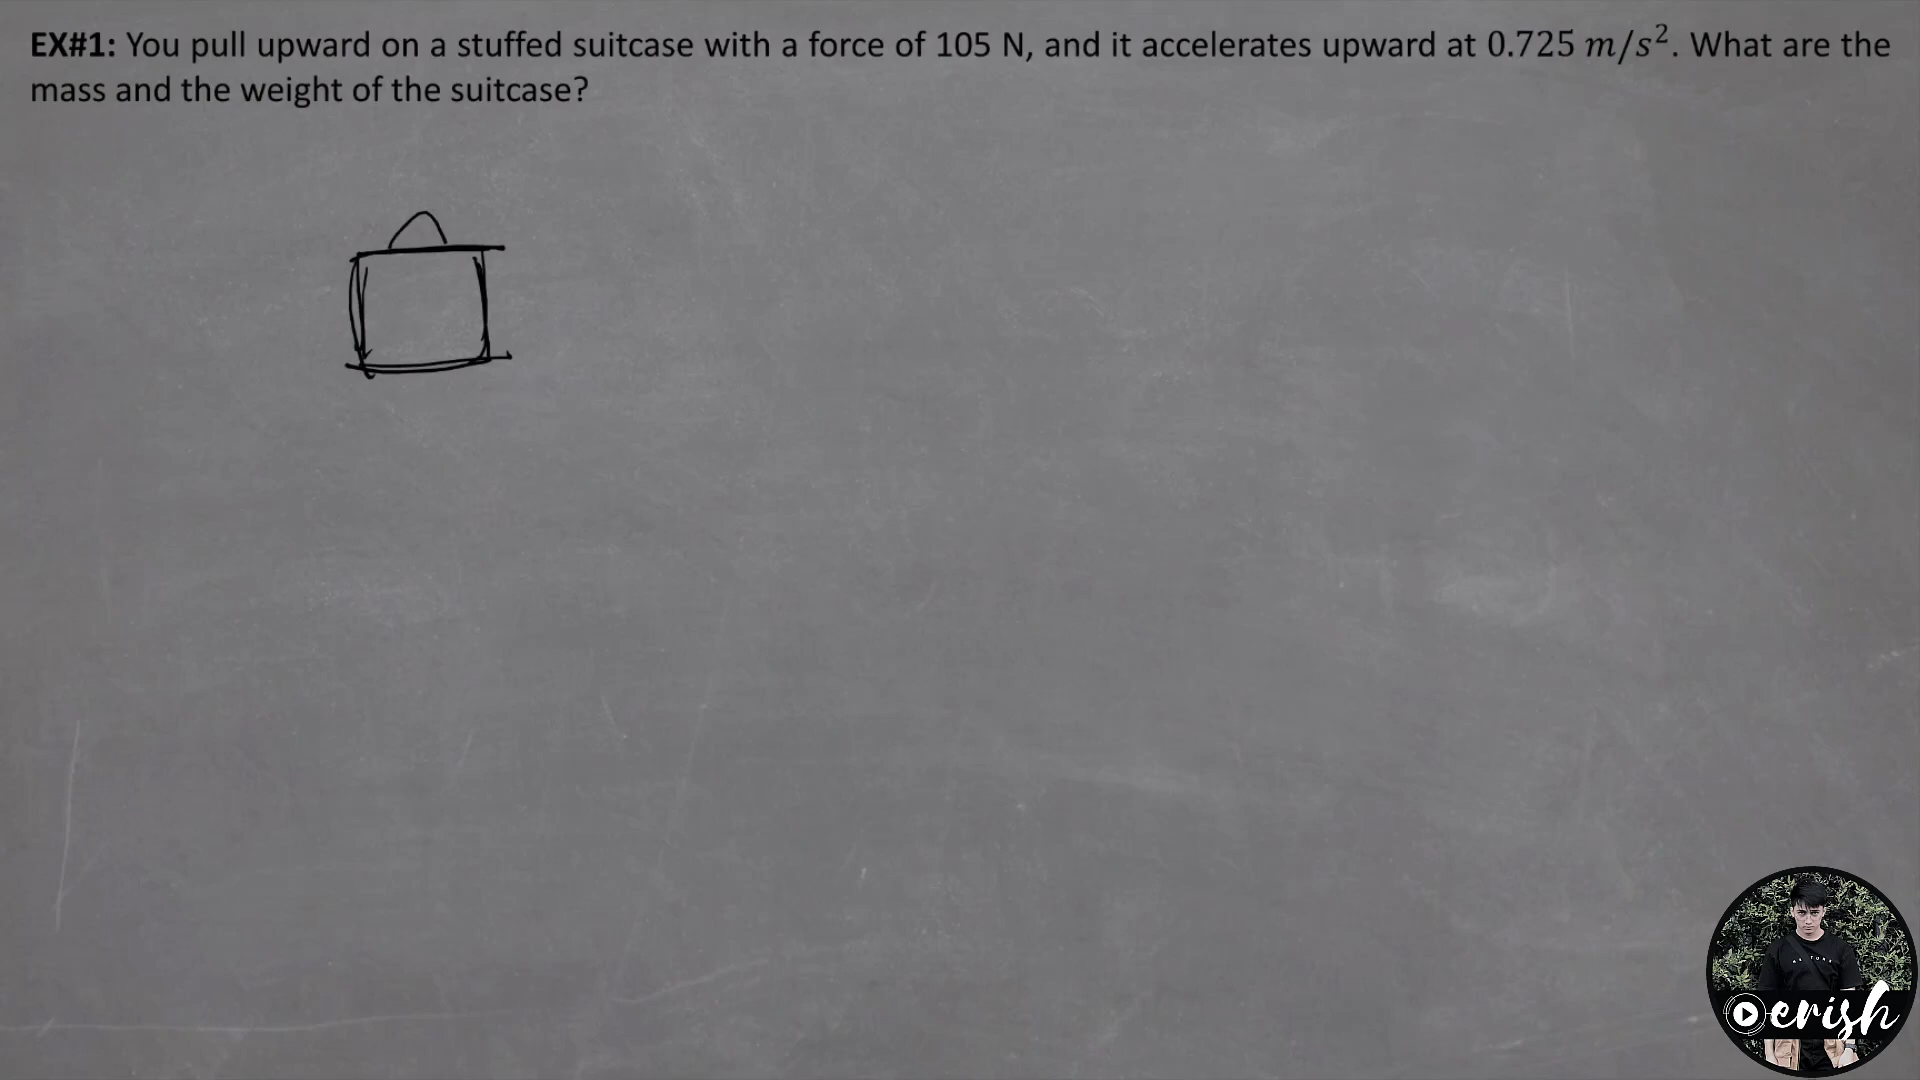 EX#1: You pull upward on a stuffed suitcase with a force of 105 N, and it accelerates upward at 0.725 m/s². What are the
mass and the weight of the suitcase?
erish